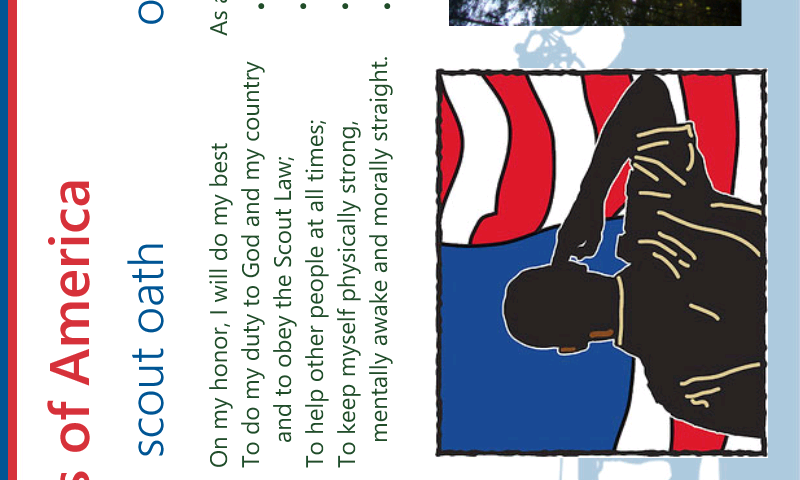 of America
scout oath
On my honor, I will do my best
To do my duty to God and my country
and to obey the Scout Law;
To help other people at all times;
To keep myself physically strong,
mentally awake and morally straight.
As
•
•
•
•